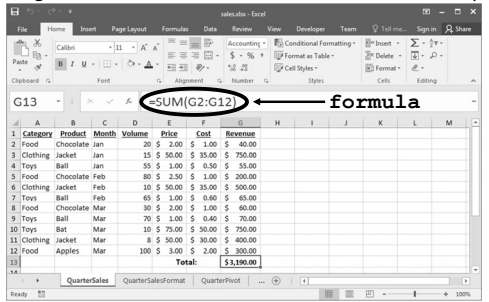 sales.xlsx - Excel
File Home Insert Page Layout Formulas Data Review View Developer Team Tell me... Sign in Share
Calibri 11 A A Accounting Conditional Formatting Insert Σ
Paste B I U A $ % , Format as Table Delete
Cell Styles Format
Clipboard Font Alignment Number Styles Cells Editing
G13 fx =SUM(G2:G12) formula
A B C D E F G H I J K L M
1 Category Product Month Volume Price Cost Revenue
2 Food Chocolate Jan 20 $ 2.00 $ 1.00 $ 40.00
3 Clothing Jacket Jan 15 $ 50.00 $ 35.00 $ 750.00
4 Toys Ball Jan 55 $ 1.00 $ 0.50 $ 55.00
5 Food Chocolate Feb 80 $ 2.50 $ 1.00 $ 200.00
6 Clothing Jacket Feb 10 $ 50.00 $ 35.00 $ 500.00
7 Toys Ball Feb 65 $ 1.00 $ 0.60 $ 65.00
8 Food Chocolate Mar 30 $ 2.00 $ 1.00 $ 60.00
9 Toys Ball Mar 70 $ 1.00 $ 0.40 $ 70.00
10 Toys Bat Mar 10 $ 75.00 $ 50.00 $ 750.00
11 Clothing Jacket Mar 8 $ 50.00 $ 30.00 $ 400.00
12 Food Apples Mar 100 $ 3.00 $ 2.00 $ 300.00
13 Total: $3,190.00
QuarterSales QuarterSalesFormat QuarterPivot ...
Ready 100%